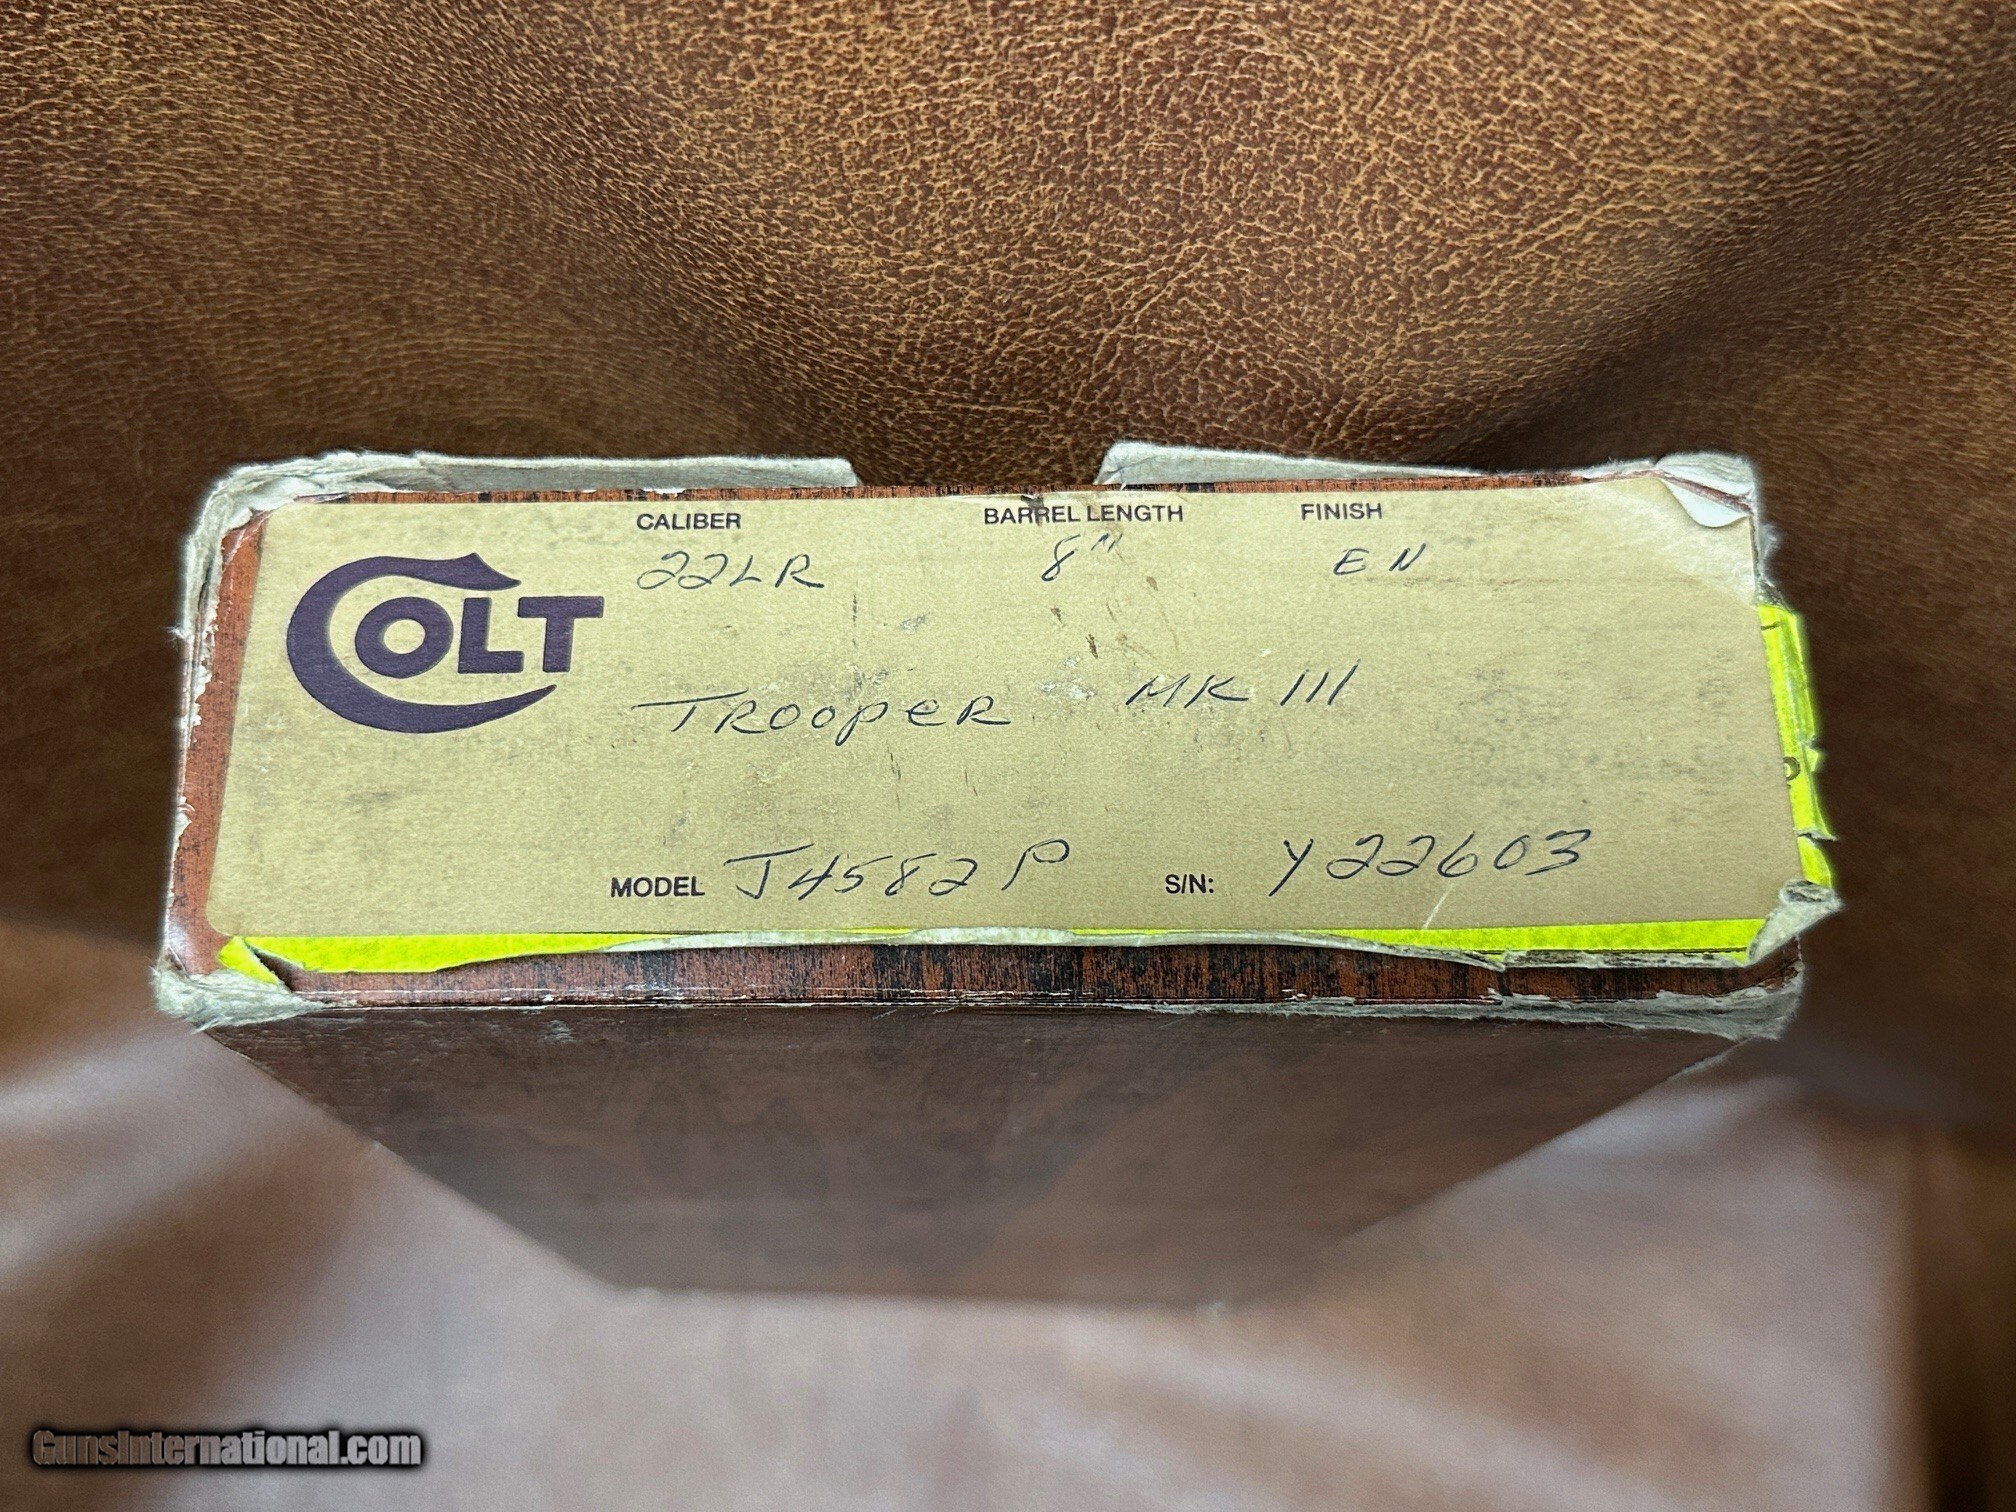 CALIBER BARREL LENGTH FINISH
22LR 8" EN
COLT
TROOPER MK III
MODEL J4582P S/N: Y22603
GunsInternational.com